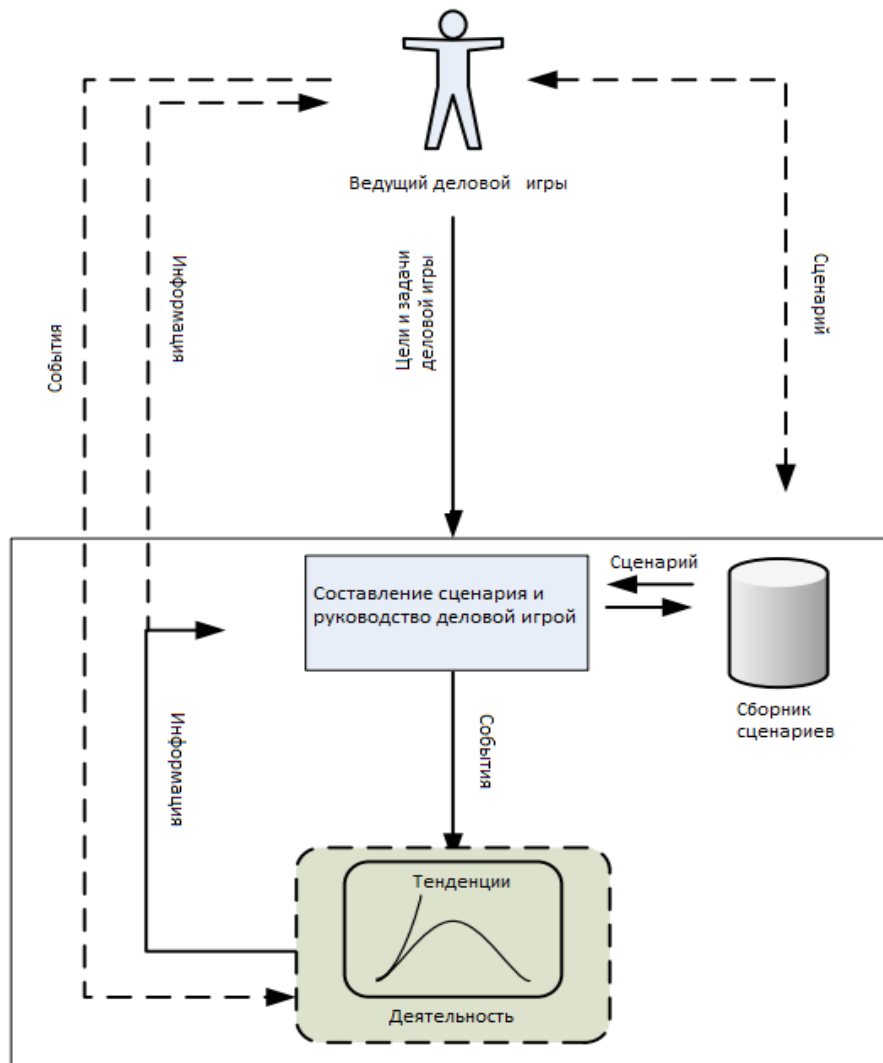 Ведущий деловой игры
События
Информация
Цели и задачи
деловой игры
Сценарий
Составление сценария и
руководство деловой игрой
Сценарий
Сборник
сценариев
Информация
События
Тенденции
Деятельность